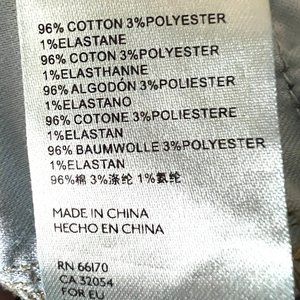 96% COTTON 3%POLYESTER
1%ELASTANE
96% COTON 3%POLYESTER
1%ELASTHANNE
96% ALGODÓN 3%POLIESTER
1%ELASTANO
96% COTONE 3%POLIESTERE
1%ELASTAN
96% BAUMWOLLE 3%POLYESTER
1%ELASTAN
96%棉 3%涤纶 1%氨纶
MADE IN CHINA
HECHO EN CHINA
RN 66170
CA 32054
FOR EU